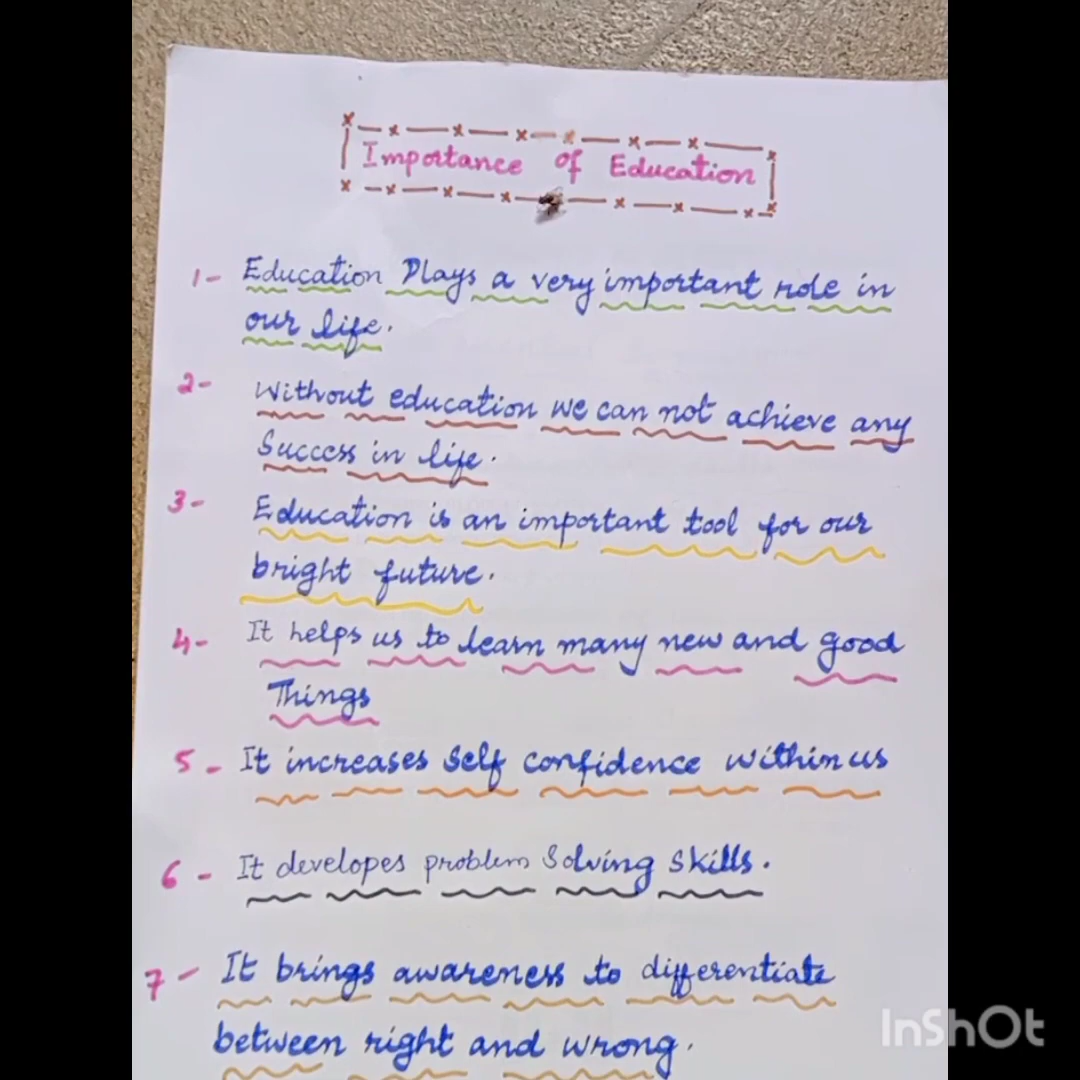 Importance of Education
1- Education Plays a very important role in
our life.
2- Without education we can not achieve any
Success in life.
3- Education is an important tool for our
bright future.
4- It helps us to learn many new and good
Things
5- It increases self confidence within us
6- It developes problem Solving skills.
7- It brings awareness to differentiate
between right and wrong.
InShOt